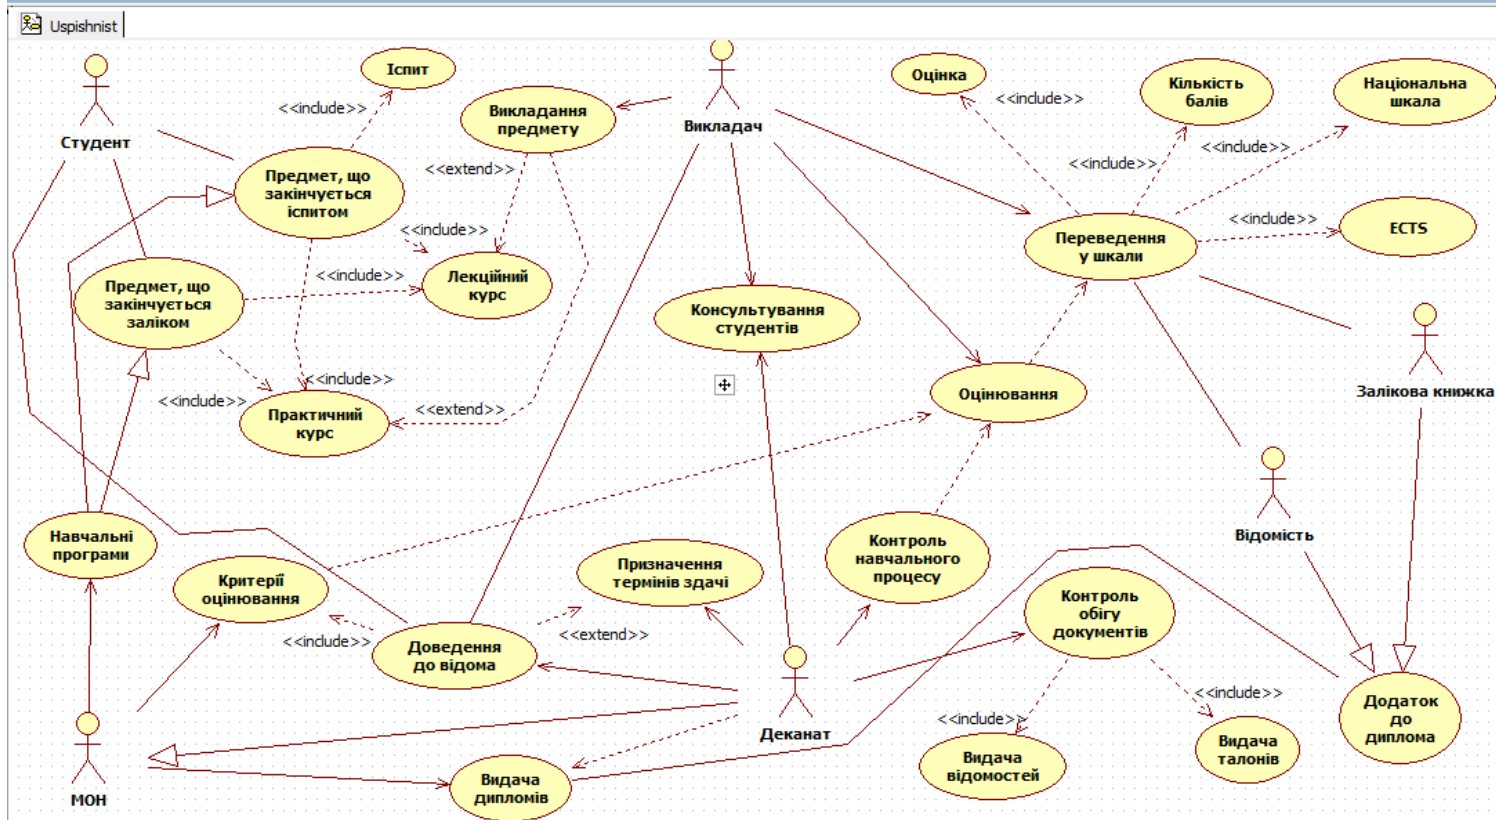 Uspishnist
Іспит
<<include>>
Студент
Викладання
предмету
Викладач
Оцінка
<<include>>
Кількість
балів
Національна
шкала
<<include>>
<<include>>
<<extend>>
Предмет, що
закінчується
іспитом
<<include>>
<<include>>
ECTS
Переведення
у шкали
Предмет, що
закінчується
заліком
<<include>>
Лекційний
курс
Консультування
студентів
<<include>>
<<include>>
Практичний
курс
<<extend>>
Оцінювання
Залікова книжка
Відомість
Навчальні
програми
Критерії
оцінювання
Призначення
термінів здачі
Контроль
навчального
процесу
Контроль
обігу
документів
<<include>>
<<extend>>
Доведення
до відома
Деканат
<<include>>
<<include>>
Додаток
до
диплома
МОН
Видача
дипломів
Видача
відомостей
Видача
талонів